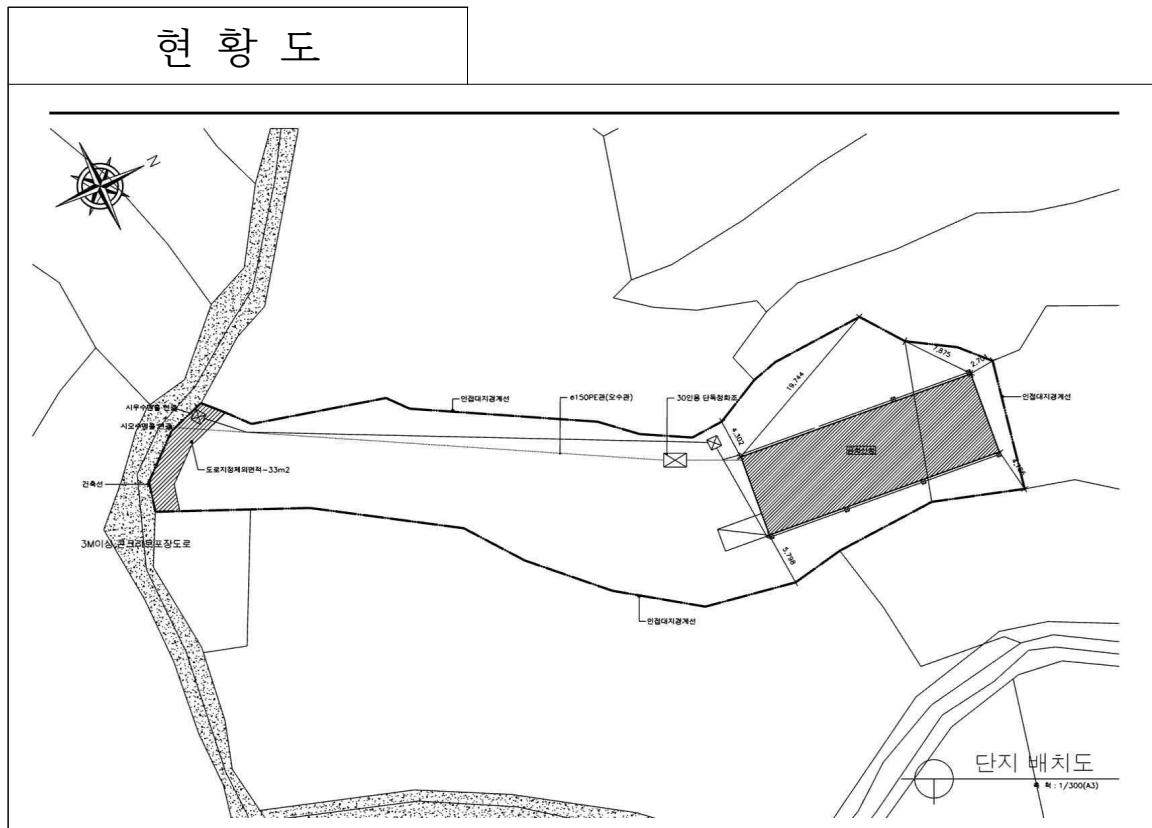 현 황 도
N
7,875
2,701
19,744
인접대지경계선
ø150PE관(오수관)
30인용 단독정화조
인접대지경계선
시우수맨홀 연결
4,302
시오수맨홀 연결
도로지정제외면적=33m2
건축선
3M이상 콘크리트포장도로
5,798
인접대지경계선
단지 배치도
축 척 : 1/300(A3)